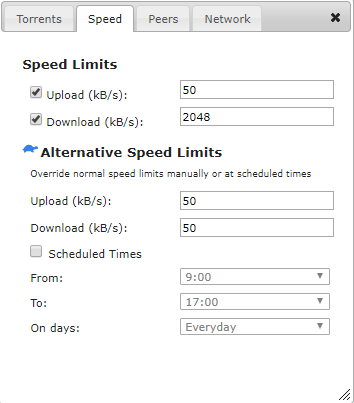 Torrents Speed Peers Network
Speed Limits
Upload (kB/s): 50
Download (kB/s): 2048
Alternative Speed Limits
Override normal speed limits manually or at scheduled times
Upload (kB/s): 50
Download (kB/s): 50
Scheduled Times
From: 9:00
To: 17:00
On days: Everyday